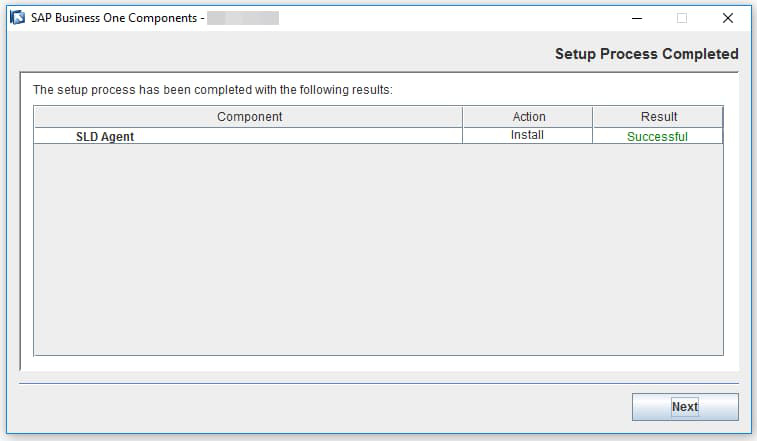 SAP Business One Components -
Setup Process Completed
The setup process has been completed with the following results:
Component Action Result
SLD Agent Install Successful
Next